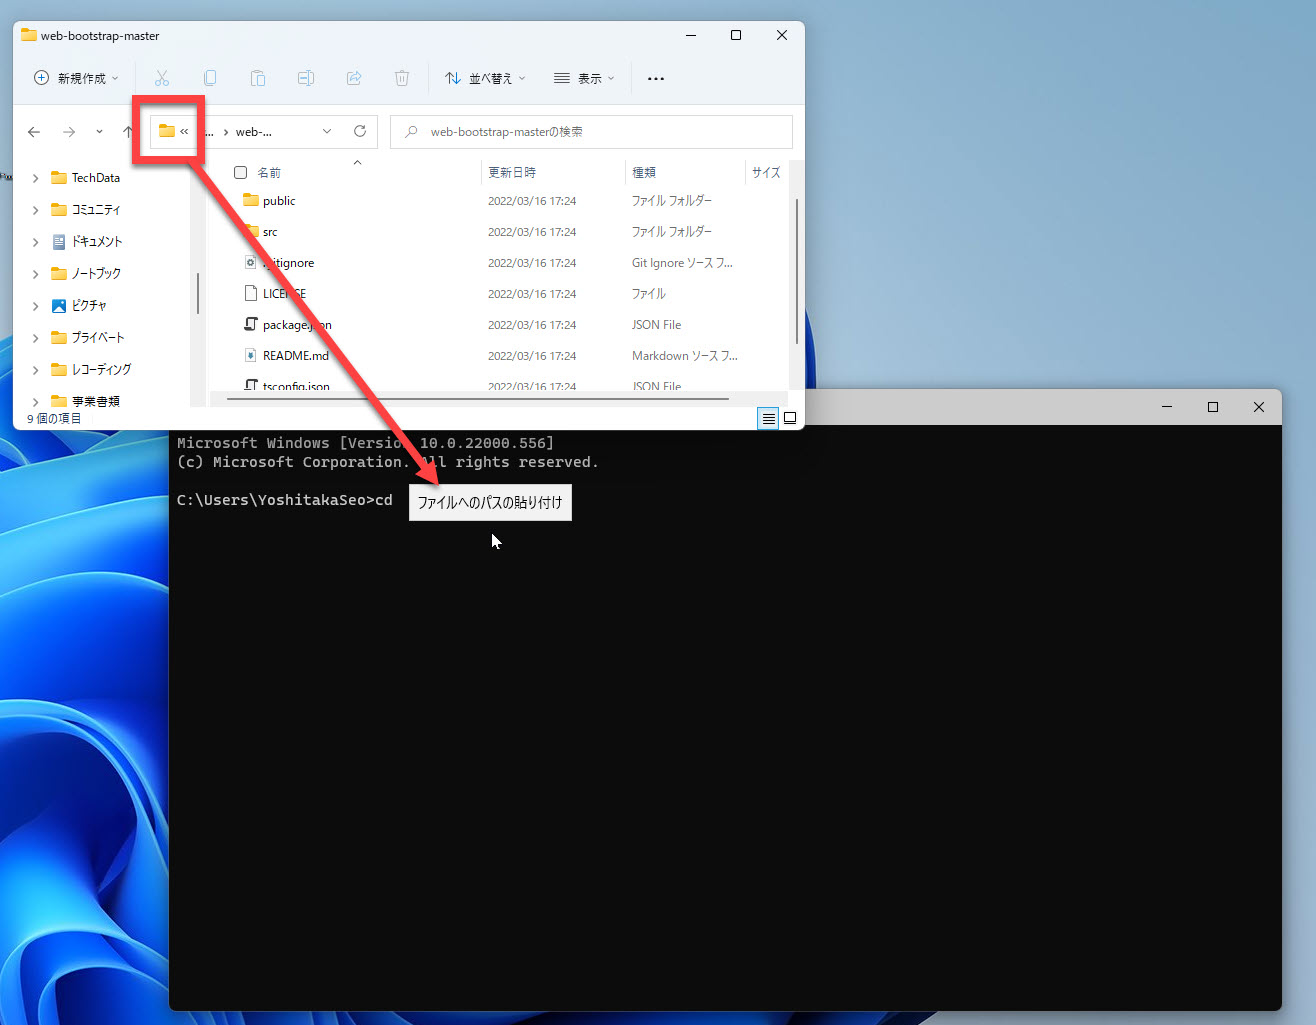 web-bootstrap-master
新規作成
並べ替え
表示
...
« ... › web-...
web-bootstrap-masterの検索
TechData
コミュニティ
ドキュメント
ノートブック
ピクチャ
プライベート
レコーディング
事業書類
名前 更新日時 種類 サイズ
public 2022/03/16 17:24 ファイル フォルダー
src 2022/03/16 17:24 ファイル フォルダー
.gitignore 2022/03/16 17:24 Git Ignore ソース フ...
LICENSE 2022/03/16 17:24 ファイル
package.json 2022/03/16 17:24 JSON File
README.md 2022/03/16 17:24 Markdown ソース フ...
tsconfig.json 2022/03/16 17:24 JSON File
9 個の項目
Microsoft Windows [Version 10.0.22000.556]
(c) Microsoft Corporation. All rights reserved.
C:\Users\YoshitakaSeo>cd
ファイルへのパスの貼り付け